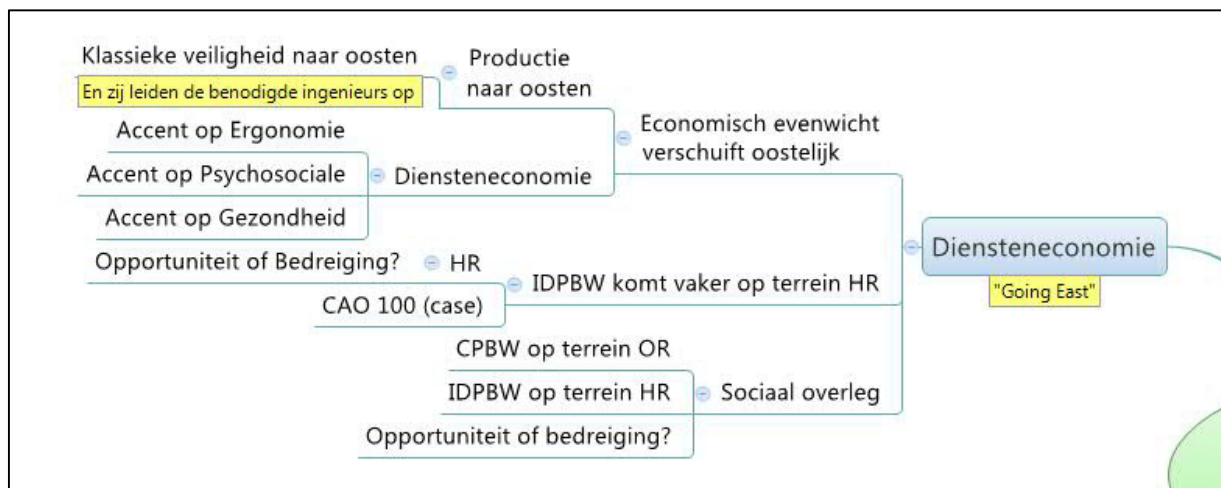 Klassieke veiligheid naar oosten
En zij leiden de benodigde ingenieurs op
Productie
naar oosten
Accent op Ergonomie
Accent op Psychosociale
Accent op Gezondheid
Diensteneconomie
Economisch evenwicht
verschuift oostelijk
Opportuniteit of Bedreiging?
HR
CAO 100 (case)
IDPBW komt vaker op terrein HR
CPBW op terrein OR
IDPBW op terrein HR
Opportuniteit of bedreiging?
Sociaal overleg
Diensteneconomie
"Going East"